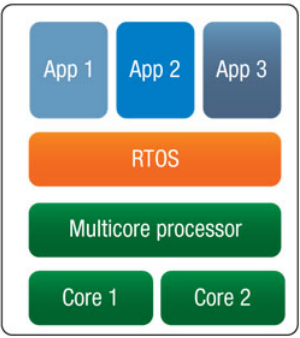 App 1 App 2 App 3
RTOS
Multicore processor
Core 1 Core 2